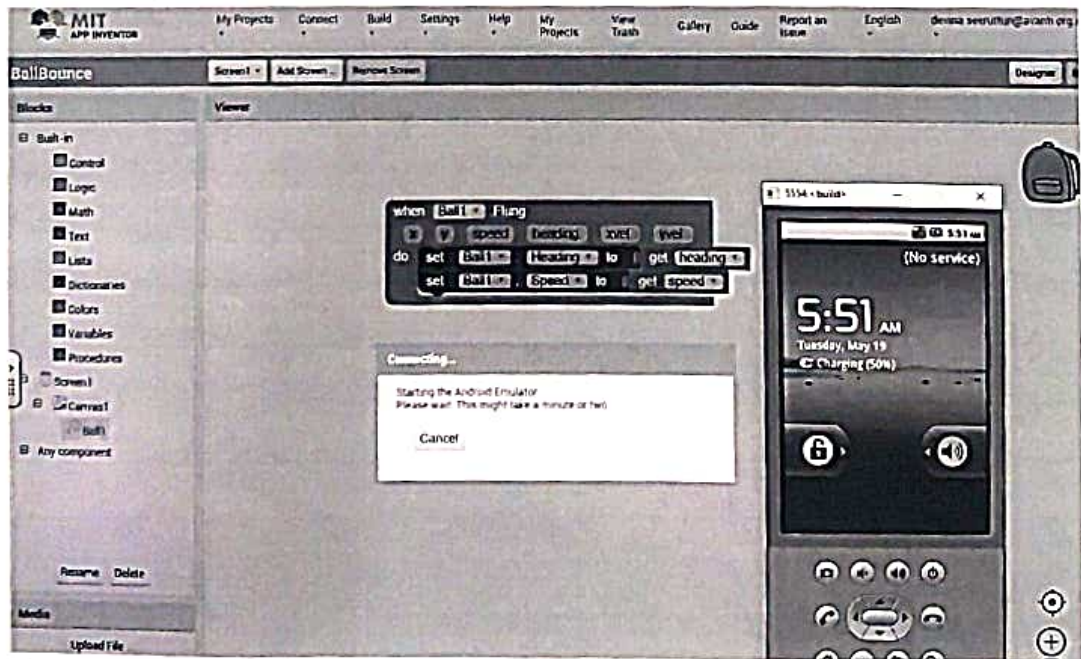 MIT
APP INVENTOR
My Projects Connect Build Settings Help My Projects View Trash Gallery Guide Report an Issue English
BallBounce
Screen1 Add Screen ... Remove Screen Designer
Blocks Viewer
Built-in
Control
Logic
Math
Text
Lists
Dictionaries
Colors
Variables
Procedures
Screen1
Canvas1
Ball1
Any component
Rename Delete
Media
Upload File
when Ball1 Flung
x y speed heading xvel yvel
do set Ball1 . Heading to get heading
set Ball1 . Speed to get speed
Connecting...
Starting the Android Emulator
Please wait. This might take a minute or two.
Cancel
5554:<build>
5:51 AM
(No service)
5:51 AM
Tuesday, May 19
Charging (50%)